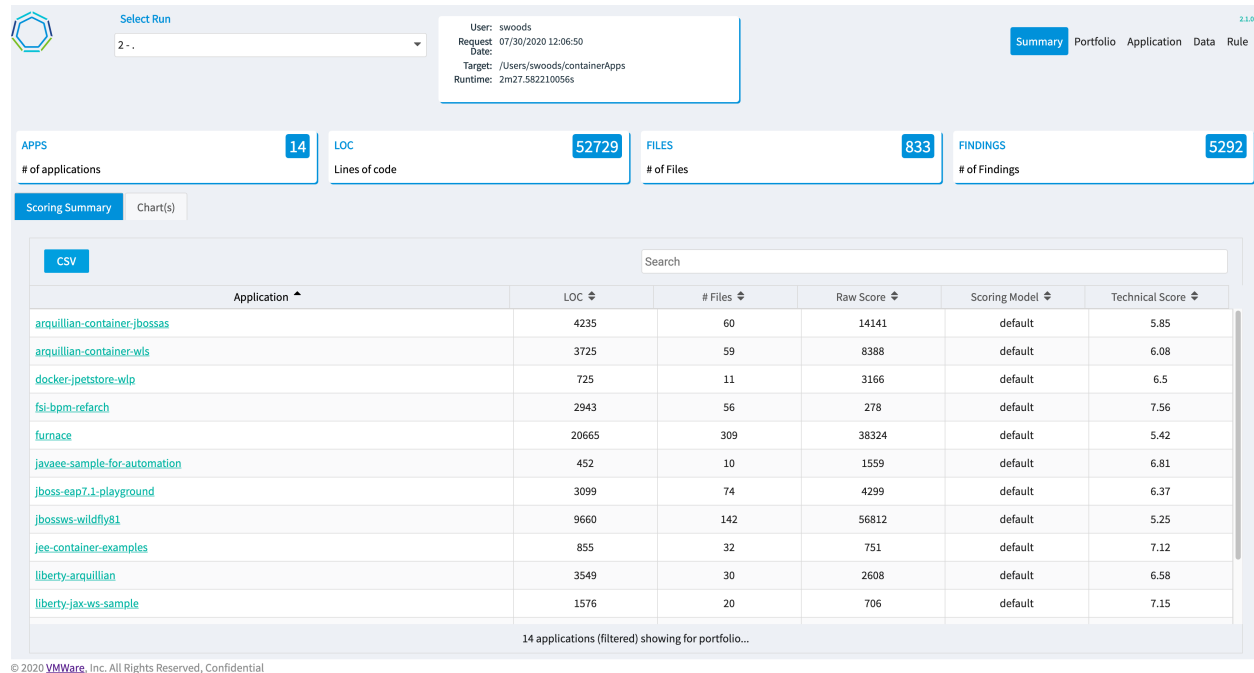 Select Run
2 - .
User: swoods
Request Date: 07/30/2020 12:06:50
Target: /Users/swoods/containerApps
Runtime: 2m27.582210056s
2.1.0
Summary Portfolio Application Data Rule
APPS 14
# of applications
LOC 52729
Lines of code
FILES 833
# of Files
FINDINGS 5292
# of Findings
Scoring Summary Chart(s)
CSV Search
Application LOC # Files Raw Score Scoring Model Technical Score
arquillian-container-jbossas 4235 60 14141 default 5.85
arquillian-container-wls 3725 59 8388 default 6.08
docker-jpetstore-wlp 725 11 3166 default 6.5
fsi-bpm-refarch 2943 56 278 default 7.56
furnace 20665 309 38324 default 5.42
javaee-sample-for-automation 452 10 1559 default 6.81
jboss-eap7.1-playground 3099 74 4299 default 6.37
jbossws-wildfly81 9660 142 56812 default 5.25
jee-container-examples 855 32 751 default 7.12
liberty-arquillian 3549 30 2608 default 6.58
liberty-jax-ws-sample 1576 20 706 default 7.15
14 applications (filtered) showing for portfolio...
© 2020 VMWare, Inc. All Rights Reserved, Confidential